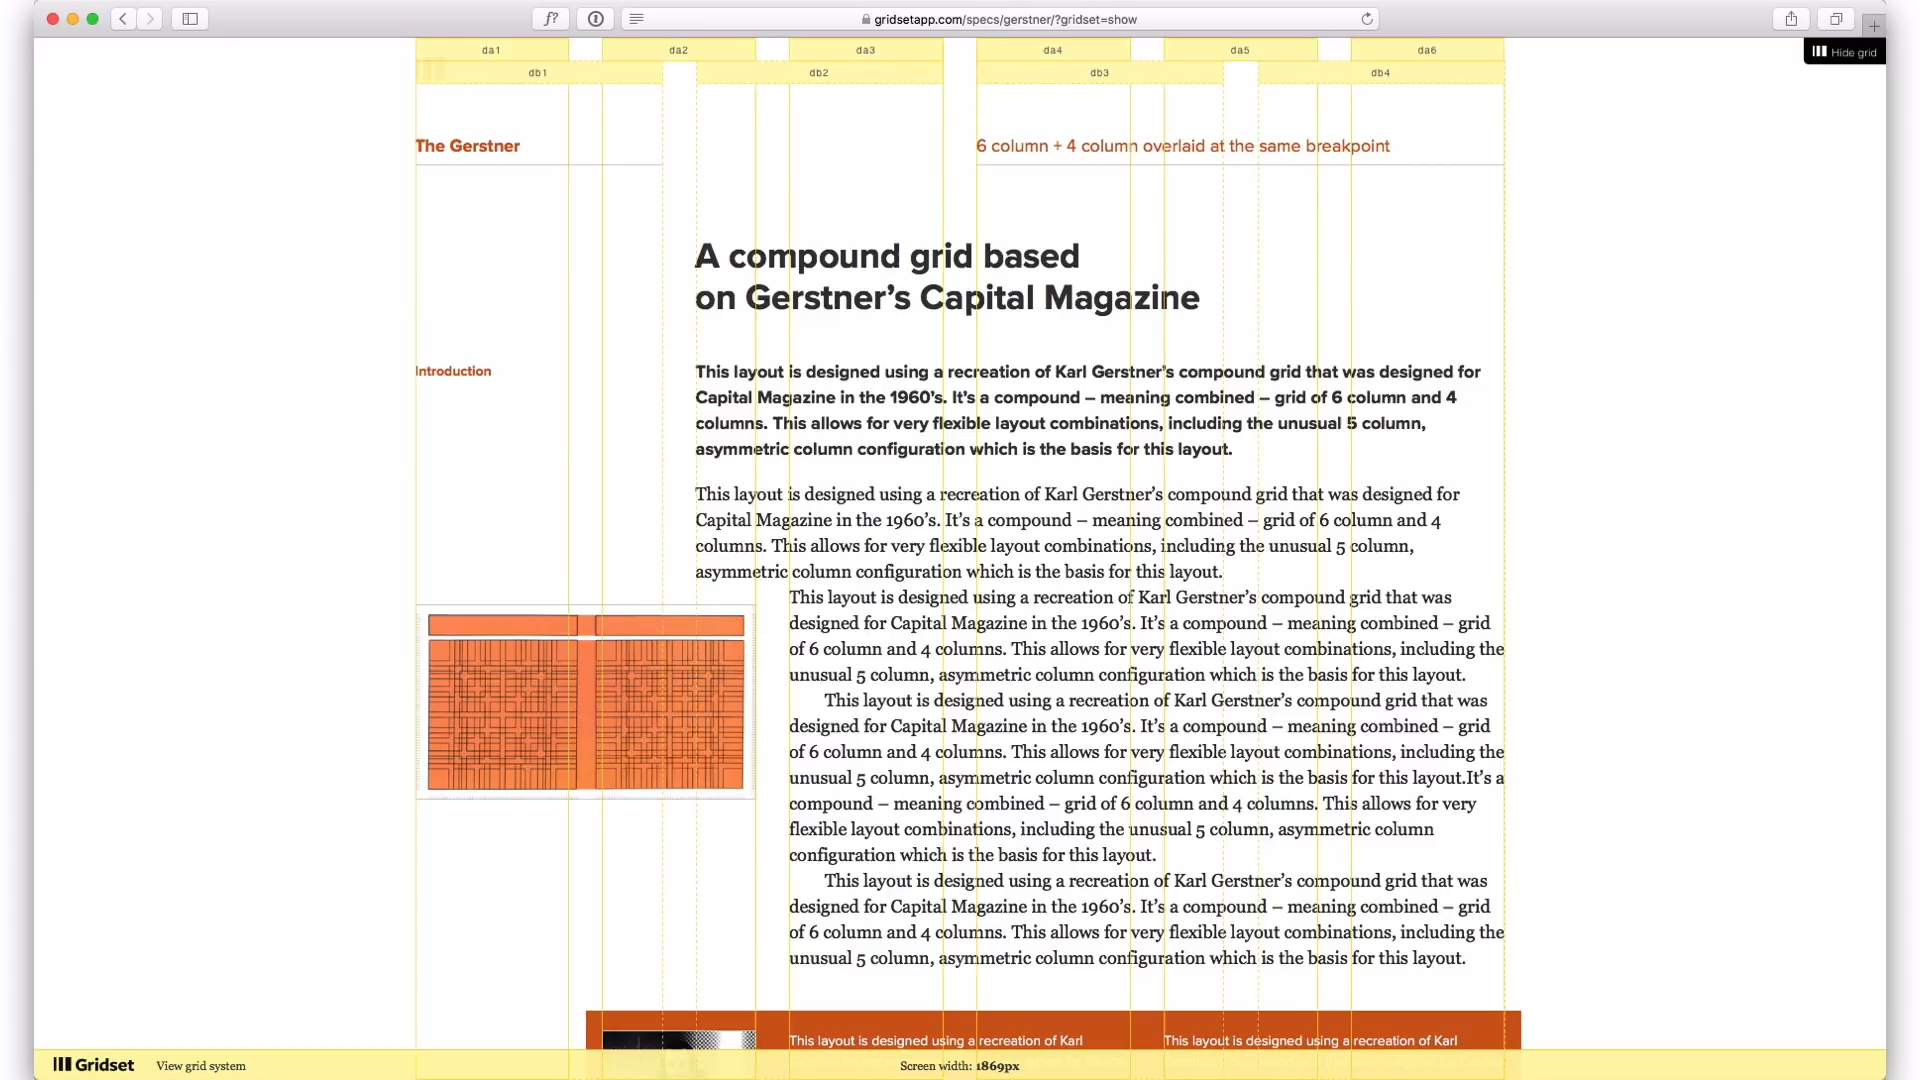 f?
gridsetapp.com/specs/gerstner/?gridset=show
da1 da2 da3 da4 da5 da6
Hide grid
db1 db2 db3 db4
The Gerstner
6 column + 4 column overlaid at the same breakpoint
A compound grid based
on Gerstner’s Capital Magazine
Introduction
This layout is designed using a recreation of Karl Gerstner’s compound grid that was designed for
Capital Magazine in the 1960’s. It’s a compound – meaning combined – grid of 6 column and 4
columns. This allows for very flexible layout combinations, including the unusual 5 column,
asymmetric column configuration which is the basis for this layout.
This layout is designed using a recreation of Karl Gerstner’s compound grid that was designed for
Capital Magazine in the 1960’s. It’s a compound – meaning combined – grid of 6 column and 4
columns. This allows for very flexible layout combinations, including the unusual 5 column,
asymmetric column configuration which is the basis for this layout.
This layout is designed using a recreation of Karl Gerstner’s compound grid that was
designed for Capital Magazine in the 1960’s. It’s a compound – meaning combined – grid
of 6 column and 4 columns. This allows for very flexible layout combinations, including the
unusual 5 column, asymmetric column configuration which is the basis for this layout.
This layout is designed using a recreation of Karl Gerstner’s compound grid that was
designed for Capital Magazine in the 1960’s. It’s a compound – meaning combined – grid
of 6 column and 4 columns. This allows for very flexible layout combinations, including the
unusual 5 column, asymmetric column configuration which is the basis for this layout.It’s a
compound – meaning combined – grid of 6 column and 4 columns. This allows for very
flexible layout combinations, including the unusual 5 column, asymmetric column
configuration which is the basis for this layout.
This layout is designed using a recreation of Karl Gerstner’s compound grid that was
designed for Capital Magazine in the 1960’s. It’s a compound – meaning combined – grid
of 6 column and 4 columns. This allows for very flexible layout combinations, including the
unusual 5 column, asymmetric column configuration which is the basis for this layout.
This layout is designed using a recreation of Karl
This layout is designed using a recreation of Karl
Gridset
View grid system
Screen width: 1869px